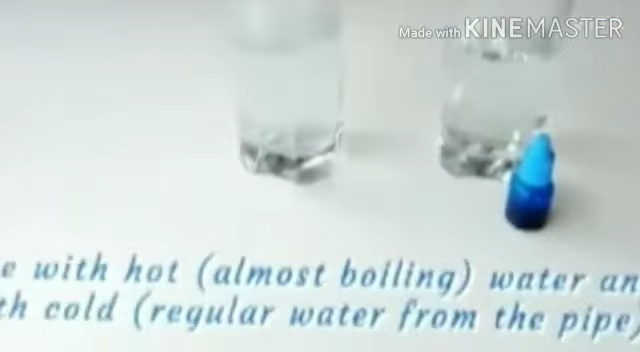 Made with KINEMASTER
e with hot (almost boiling) water an
th cold (regular water from the pipe)